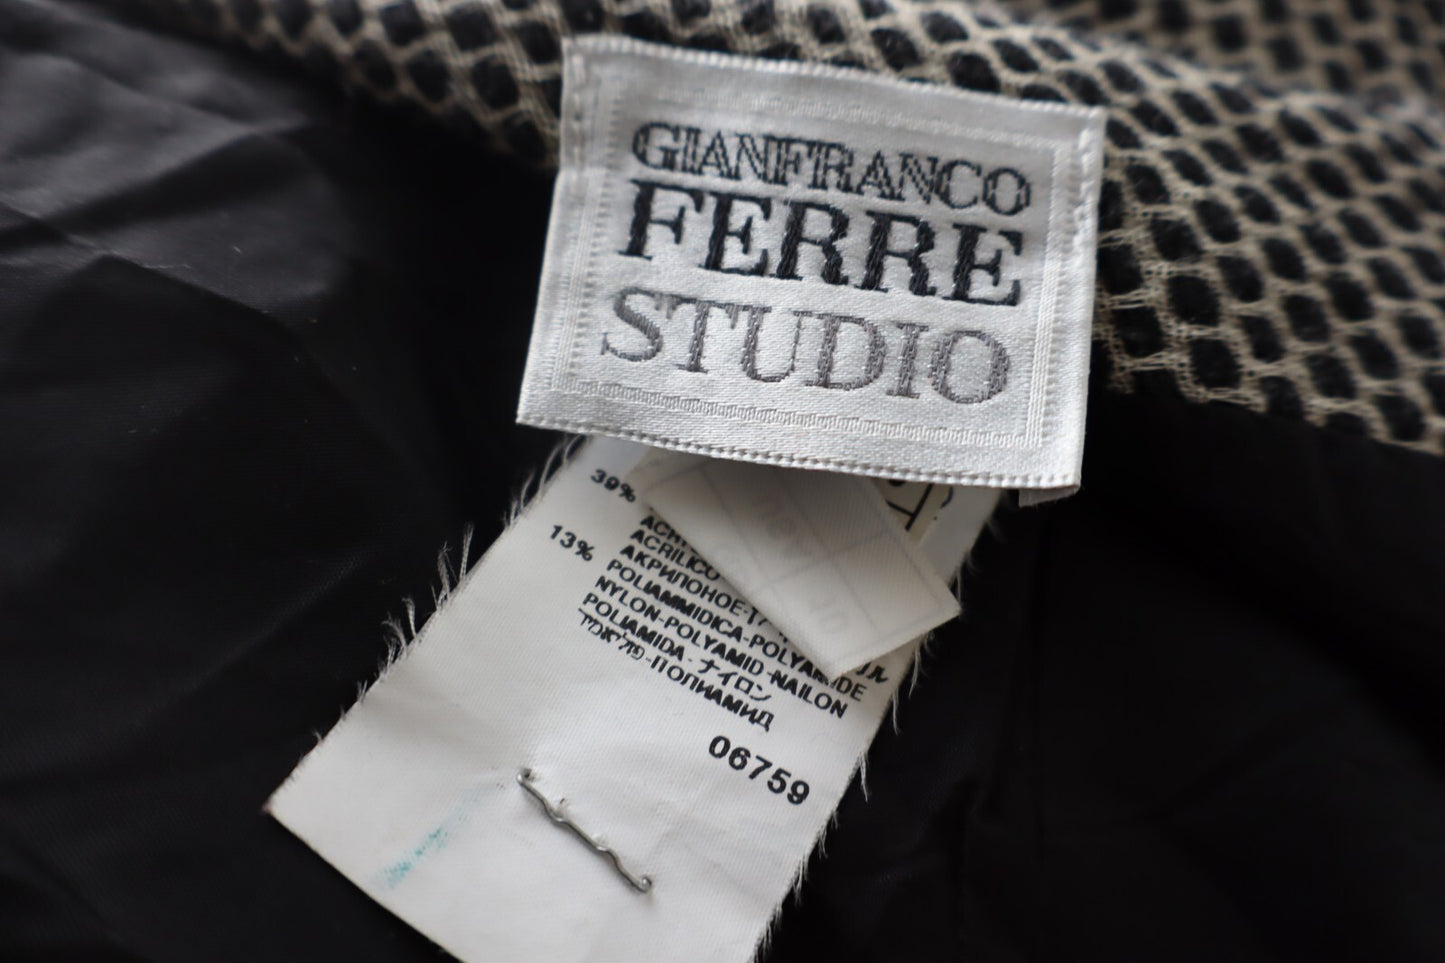 GIANFRANCO
FERRE
STUDIO
39%
ACRILICO
АКРИЛОНОЕ
13% POLIAMMIDICA-POLYAMIDE
NYLON-POLYAMID-NAILON
POLIAMIDA-ナイロン
ПОЛИАМИД
06759